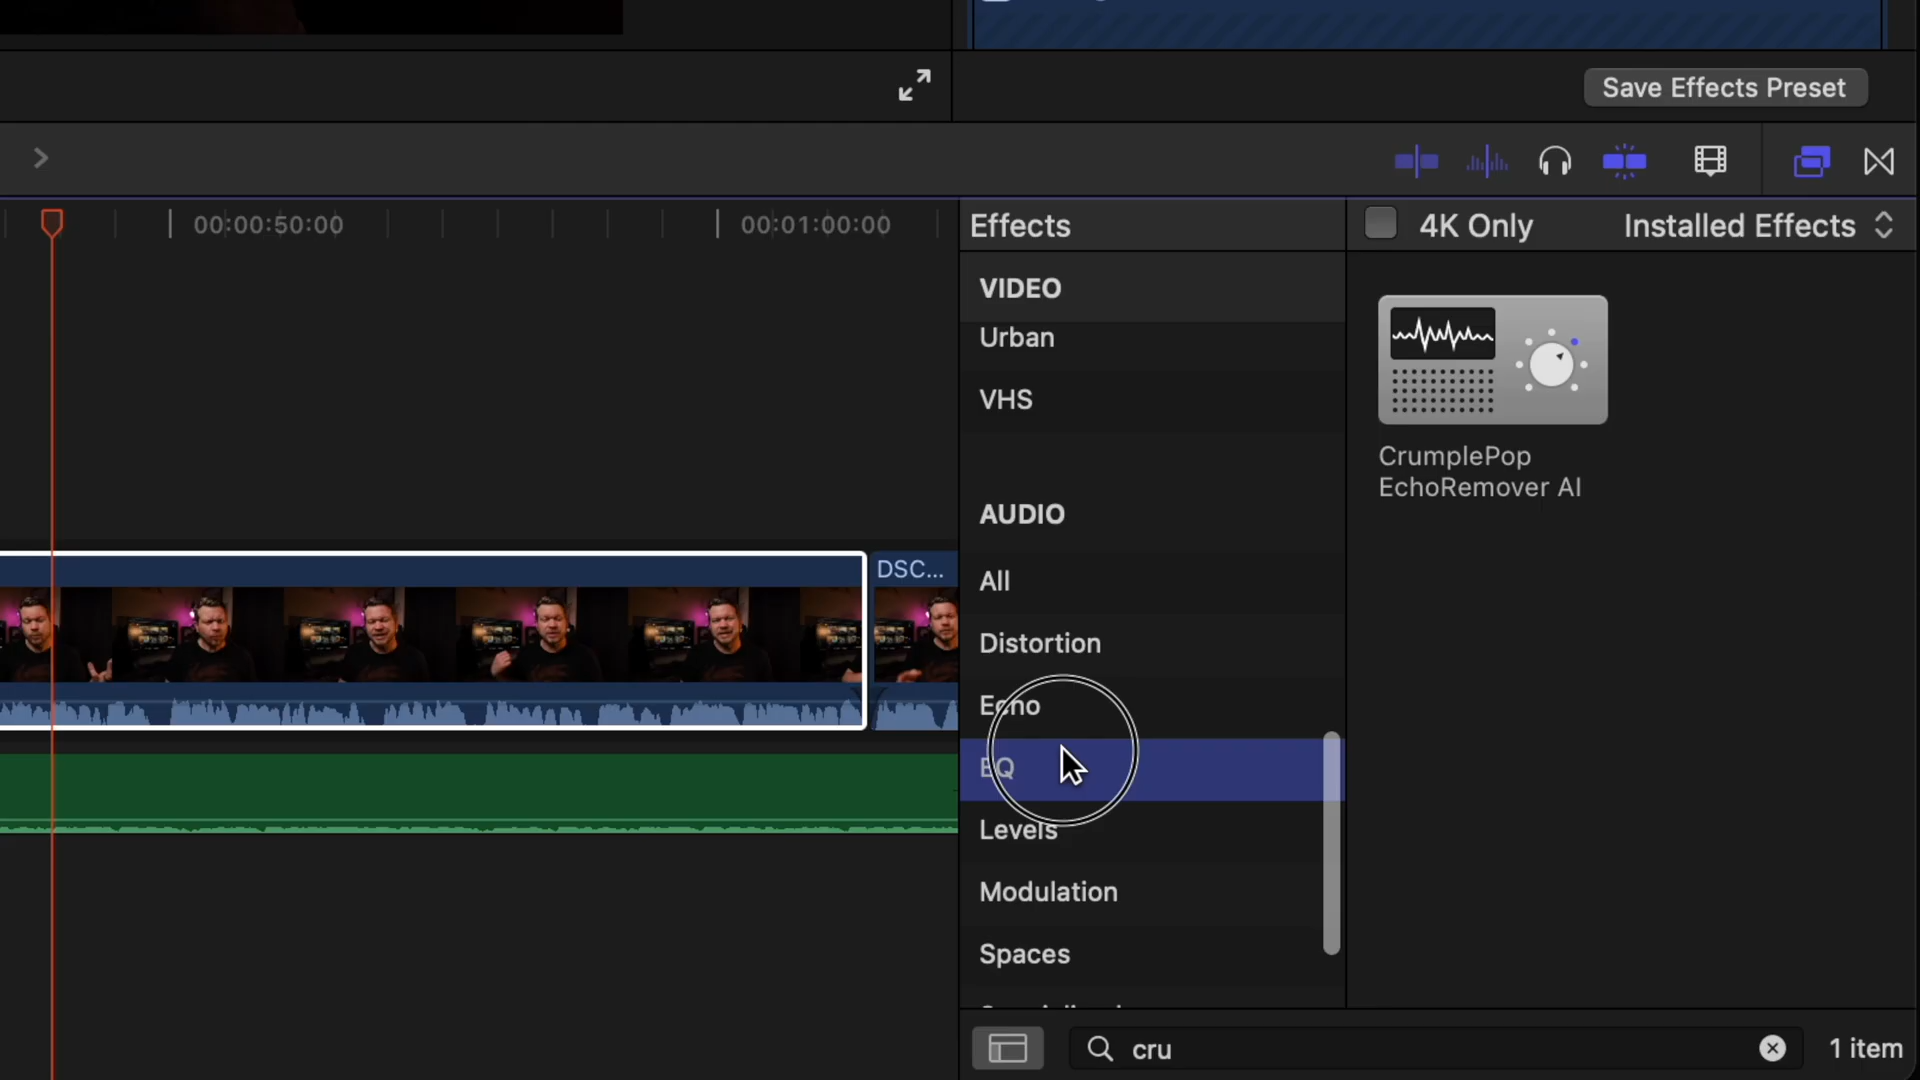 Save Effects Preset
00:00:50:00
00:01:00:00
Effects
4K Only
Installed Effects
VIDEO
Urban
VHS
CrumplePop
EchoRemover AI
AUDIO
All
DSC...
Distortion
Echo
EQ
Levels
Modulation
Spaces
cru
1 item